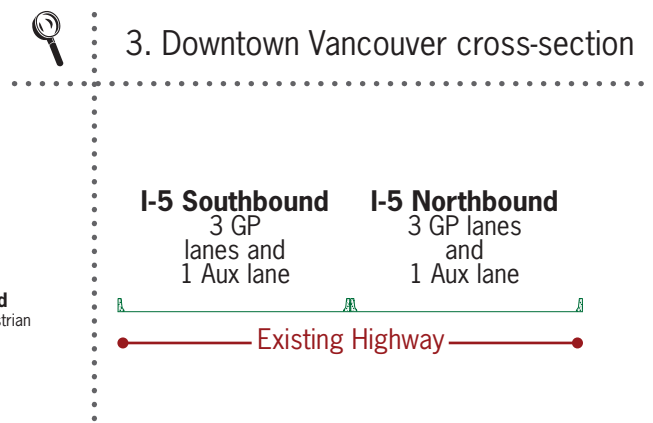 3. Downtown Vancouver cross-section
I-5 Southbound
3 GP
lanes and
1 Aux lane
I-5 Northbound
3 GP lanes
and
1 Aux lane
Existing Highway